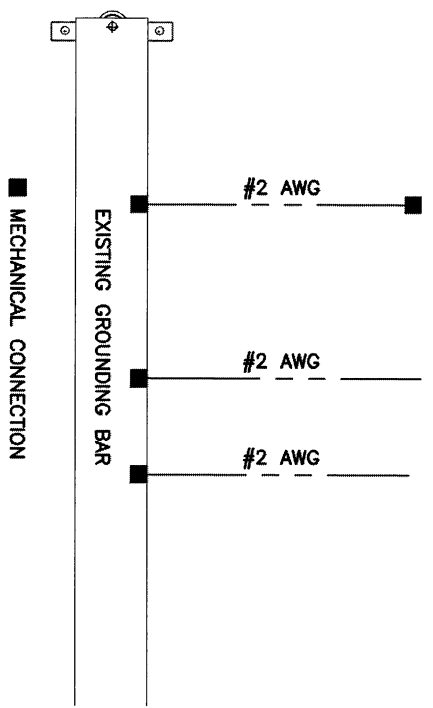 #2 AWG
#2 AWG
#2 AWG
EXISTING GROUNDING BAR
MECHANICAL CONNECTION